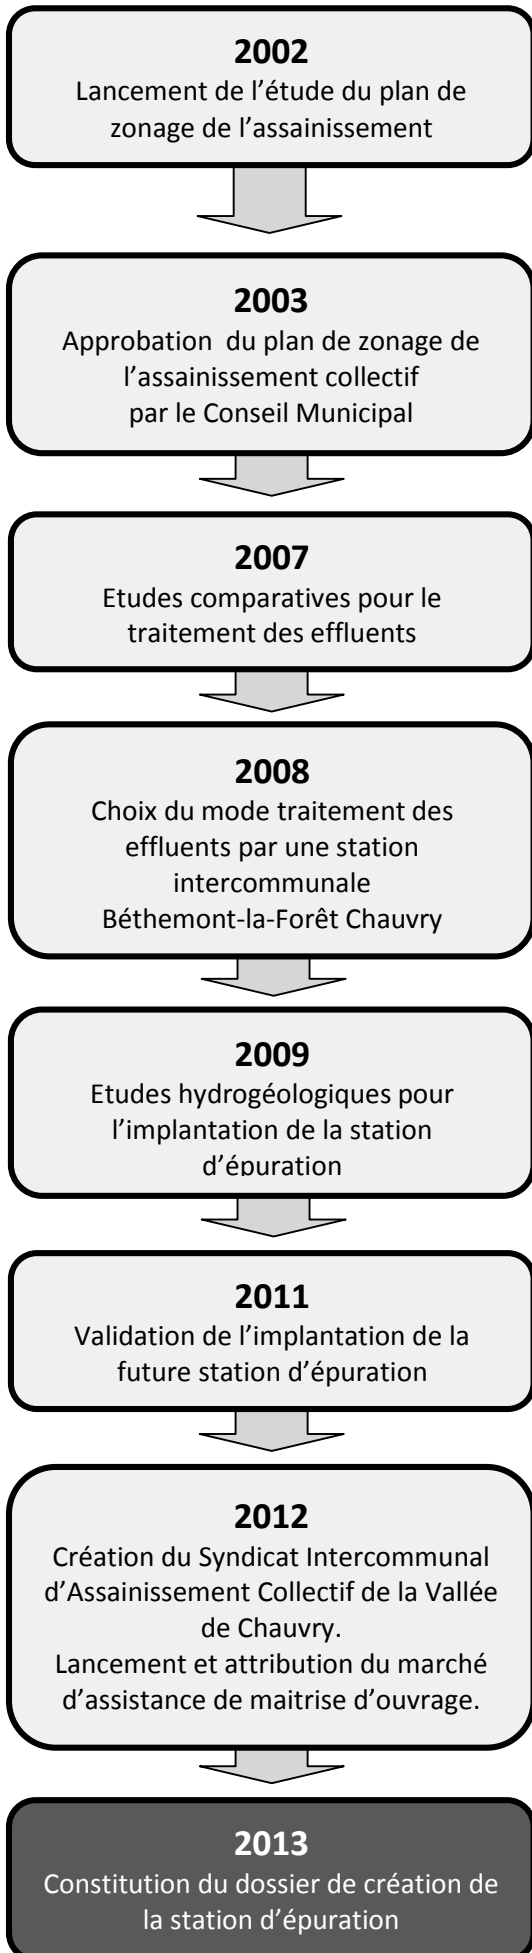 2002
Lancement de l’étude du plan de
zonage de l’assainissement
2003
Approbation du plan de zonage de
l’assainissement collectif
par le Conseil Municipal
2007
Etudes comparatives pour le
traitement des effluents
2008
Choix du mode traitement des
effluents par une station
intercommunale
Béthemont-la-Forêt Chauvry
2009
Etudes hydrogéologiques pour
l’implantation de la station
d’épuration
2011
Validation de l’implantation de la
future station d’épuration
2012
Création du Syndicat Intercommunal
d’Assainissement Collectif de la Vallée
de Chauvry.
Lancement et attribution du marché
d’assistance de maitrise d’ouvrage.
2013
Constitution du dossier de création de
la station d’épuration